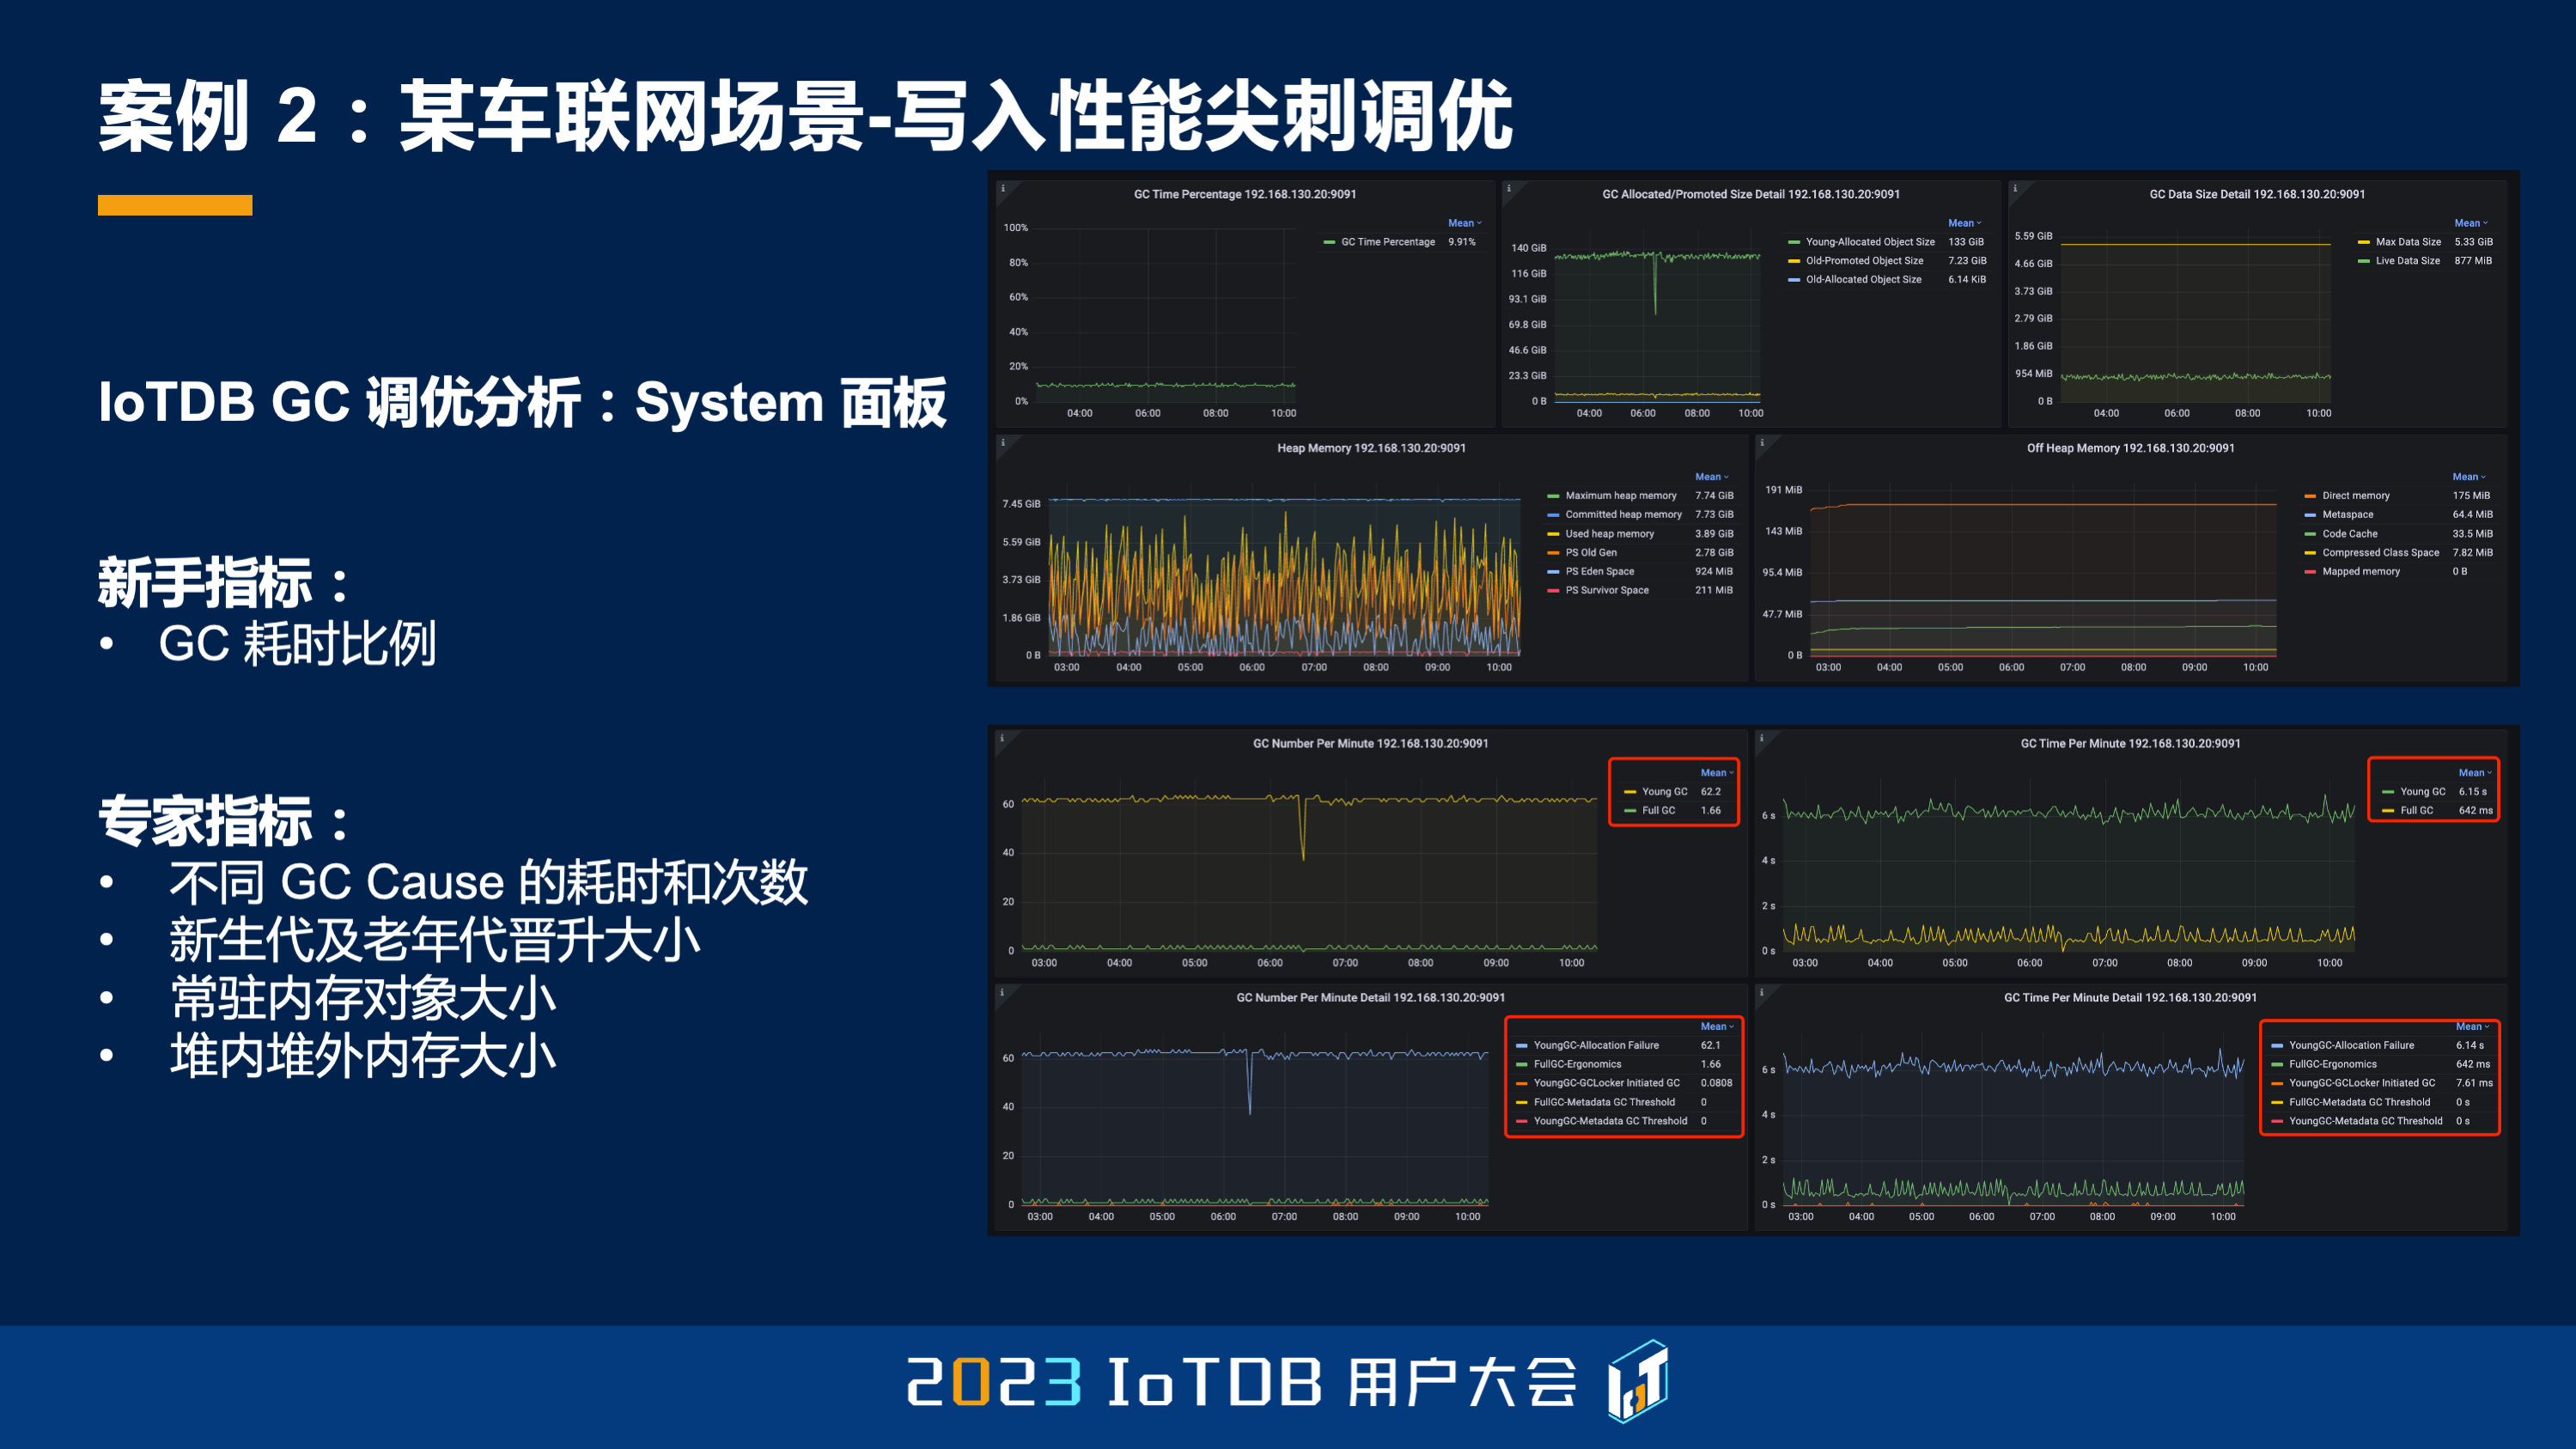 案例 2：某车联网场景-写入性能尖刺调优
IoTDB GC 调优分析：System 面板
新手指标：
• GC 耗时比例
专家指标：
• 不同 GC Cause 的耗时和次数
• 新生代及老年代晋升大小
• 常驻内存对象大小
• 堆内堆外内存大小
GC Time Percentage 192.168.130.20:9091
Mean
GC Time Percentage 9.91%
100%
80%
60%
40%
20%
0%
04:00 06:00 08:00 10:00
GC Allocated/Promoted Size Detail 192.168.130.20:9091
Mean
Young-Allocated Object Size 133 GiB
Old-Promoted Object Size 7.23 GiB
Old-Allocated Object Size 6.14 KiB
140 GiB
116 GiB
93.1 GiB
69.8 GiB
46.6 GiB
23.3 GiB
0 B
04:00 06:00 08:00 10:00
GC Data Size Detail 192.168.130.20:9091
Mean
Max Data Size 5.33 GiB
Live Data Size 877 MiB
5.59 GiB
4.66 GiB
3.73 GiB
2.79 GiB
1.86 GiB
954 MiB
0 B
04:00 06:00 08:00 10:00
Heap Memory 192.168.130.20:9091
Mean
Maximum heap memory 7.74 GiB
Committed heap memory 7.73 GiB
Used heap memory 3.89 GiB
PS Old Gen 2.78 GiB
PS Eden Space 924 MiB
PS Survivor Space 211 MiB
7.45 GiB
5.59 GiB
3.73 GiB
1.86 GiB
0 B
03:00 04:00 05:00 06:00 07:00 08:00 09:00 10:00
Off Heap Memory 192.168.130.20:9091
Mean
Direct memory 175 MiB
Metaspace 64.4 MiB
Code Cache 33.5 MiB
Compressed Class Space 7.82 MiB
Mapped memory 0 B
191 MiB
143 MiB
95.4 MiB
47.7 MiB
0 B
03:00 04:00 05:00 06:00 07:00 08:00 09:00 10:00
GC Number Per Minute 192.168.130.20:9091
Mean
Young GC 62.2
Full GC 1.66
60
40
20
0
03:00 04:00 05:00 06:00 07:00 08:00 09:00 10:00
GC Time Per Minute 192.168.130.20:9091
Mean
Young GC 6.15 s
Full GC 642 ms
6 s
4 s
2 s
0 s
03:00 04:00 05:00 06:00 07:00 08:00 09:00 10:00
GC Number Per Minute Detail 192.168.130.20:9091
Mean
YoungGC-Allocation Failure 62.1
FullGC-Ergonomics 1.66
YoungGC-GCLocker Initiated GC 0.0808
FullGC-Metadata GC Threshold 0
YoungGC-Metadata GC Threshold 0
60
40
20
0
03:00 04:00 05:00 06:00 07:00 08:00 09:00 10:00
GC Time Per Minute Detail 192.168.130.20:9091
Mean
YoungGC-Allocation Failure 6.14 s
FullGC-Ergonomics 642 ms
YoungGC-GCLocker Initiated GC 7.61 ms
FullGC-Metadata GC Threshold 0 s
YoungGC-Metadata GC Threshold 0 s
6 s
4 s
2 s
0 s
03:00 04:00 05:00 06:00 07:00 08:00 09:00 10:00
2023 IoTDB 用户大会